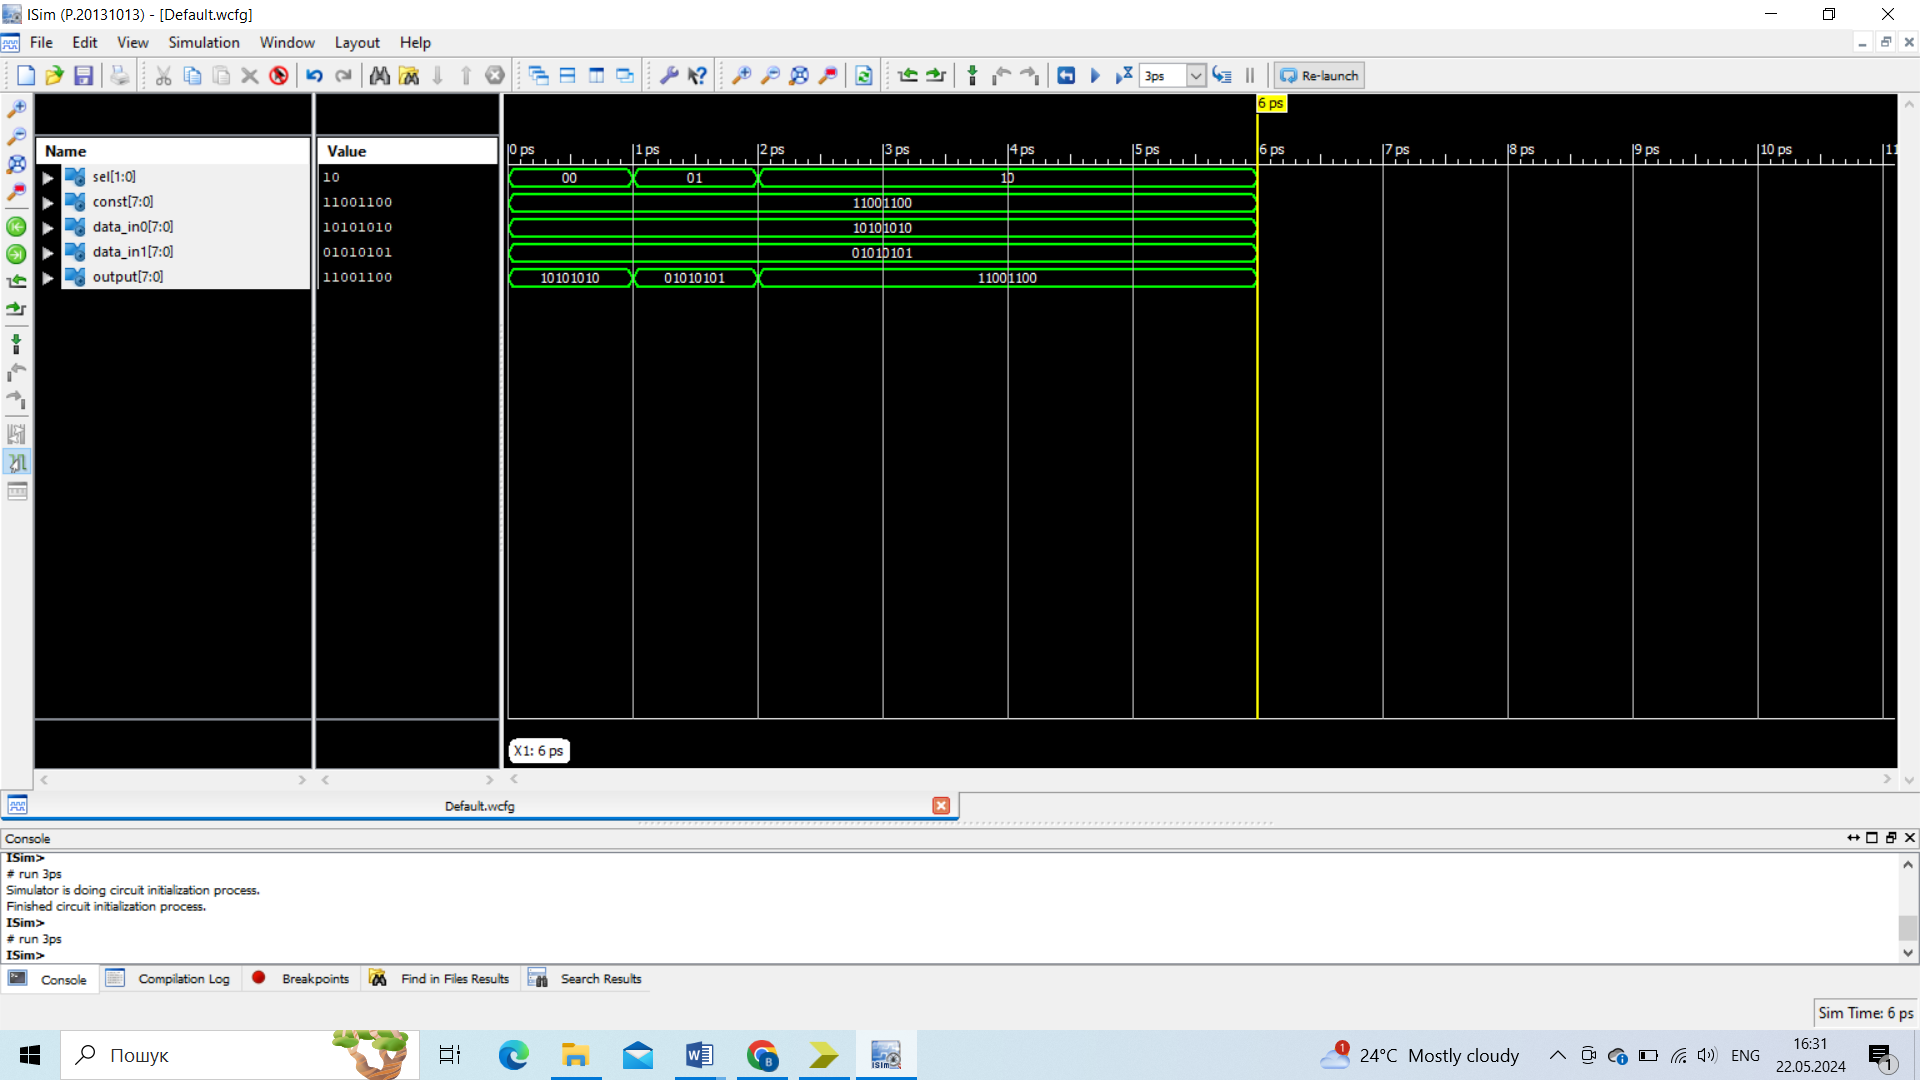 ISim (P.20131013) - [Default.wcfg]
File Edit View Simulation Window Layout Help
3ps Re-launch
6 ps
Name Value
0 ps 1 ps 2 ps 3 ps 4 ps 5 ps 6 ps 7 ps 8 ps 9 ps 10 ps 11
sel[1:0] 10 00 01 10
const[7:0] 11001100 11001100
data_in0[7:0] 10101010 10101010
data_in1[7:0] 01010101 01010101
output[7:0] 11001100 10101010 01010101 11001100
X1: 6 ps
Default.wcfg
Console
ISim>
# run 3ps
Simulator is doing circuit initialization process.
Finished circuit initialization process.
ISim>
# run 3ps
ISim>
Console Compilation Log Breakpoints Find in Files Results Search Results
Sim Time: 6 ps
Пошук
1 24°C Mostly cloudy ENG
16:31
22.05.2024
1